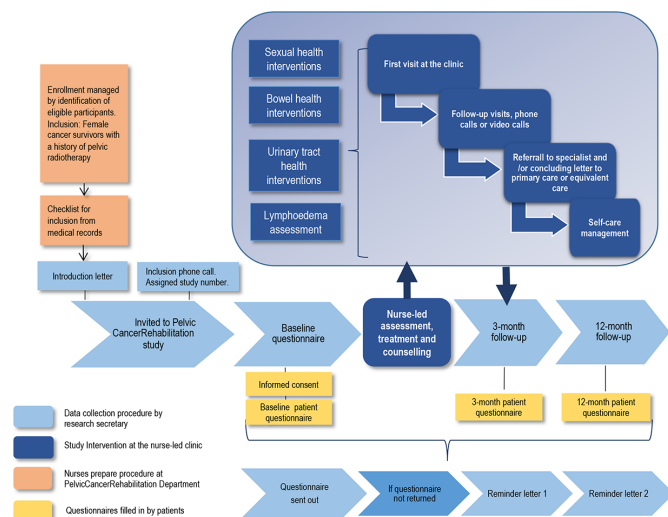 Enrollment managed
by identification of
eligible participants.
Inclusion: Female
cancer survivors with
a history of pelvic
radiotherapy
Checklist for
inclusion from
medical records
Introduction letter
Inclusion phone call.
Assigned study number.
Sexual health
interventions
Bowel health
interventions
Urinary tract
health
interventions
Lymphoedema
assessment
First visit at the clinic
Follow-up visits, phone
calls or video calls
Referrall to specialist and
/or concluding letter to
primary care or equivalent
care
Self-care
management
Invited to Pelvic
CancerRehabilitation
study
Baseline
questionnaire
Nurse-led
assessment,
treatment and
counselling
3-month
follow-up
12-month
follow-up
Informed consent
Baseline patient
questionnaire
3-month patient
questionnaire
12-month patient
questionnaire
Data collection procedure by
research secretary
Study Intervention at the nurse-led clinic
Nurses prepare procedure at
PelvicCancerRehabilitation Department
Questionnaires filled in by patients
Questionnaire
sent out
If questionnaire
not returned
Reminder letter 1
Reminder letter 2